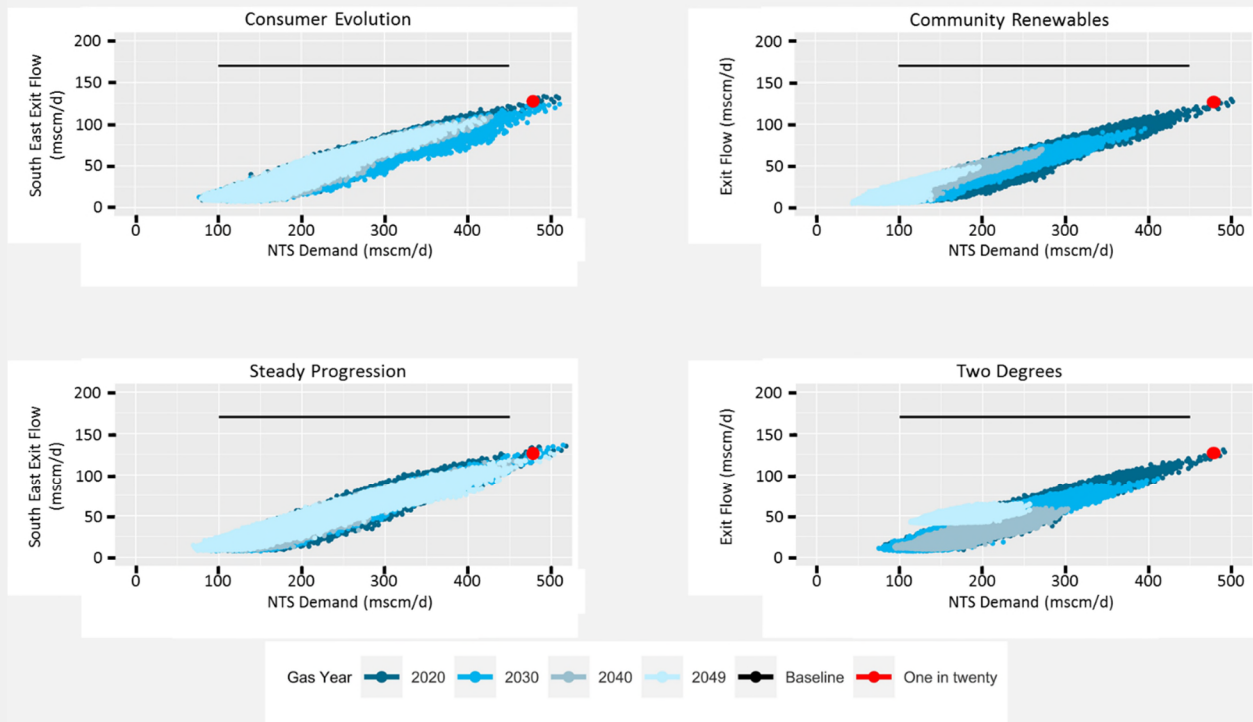 Consumer Evolution
South East Exit Flow
(mscm/d)
200
150
100
50
0
0 100 200 300 400 500
NTS Demand (mscm/d)
Community Renewables
Exit Flow (mscm/d)
200
150
100
50
0
0 100 200 300 400 500
NTS Demand (mscm/d)
Steady Progression
South East Exit Flow
(mscm/d)
200
150
100
50
0
0 100 200 300 400 500
NTS Demand (mscm/d)
Two Degrees
Exit Flow (mscm/d)
200
150
100
50
0
0 100 200 300 400 500
NTS Demand (mscm/d)
Gas Year 2020 2030 2040 2049 Baseline One in twenty